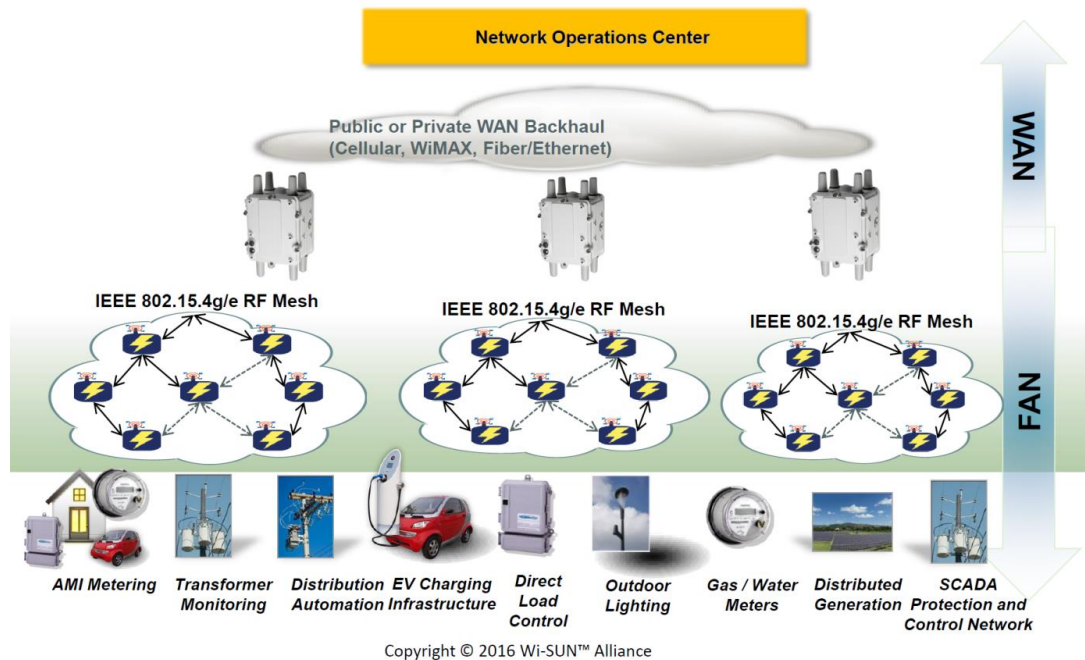 Network Operations Center
Public or Private WAN Backhaul
(Cellular, WiMAX, Fiber/Ethernet)
WAN
IEEE 802.15.4g/e RF Mesh
IEEE 802.15.4g/e RF Mesh
IEEE 802.15.4g/e RF Mesh
FAN
AMI Metering
Transformer
Monitoring
Distribution
Automation
EV Charging
Infrastructure
Direct
Load
Control
Outdoor
Lighting
Gas / Water
Meters
Distributed
Generation
SCADA
Protection and
Control Network
Copyright © 2016 Wi-SUN™ Alliance